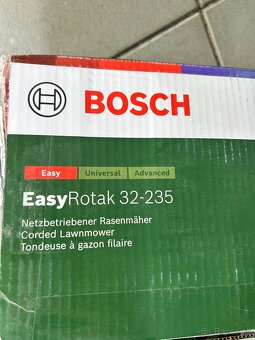 BOSCH
Easy Universal Advanced
EasyRotak 32-235
Netzbetriebener Rasenmäher
Corded Lawnmower
Tondeuse à gazon filaire